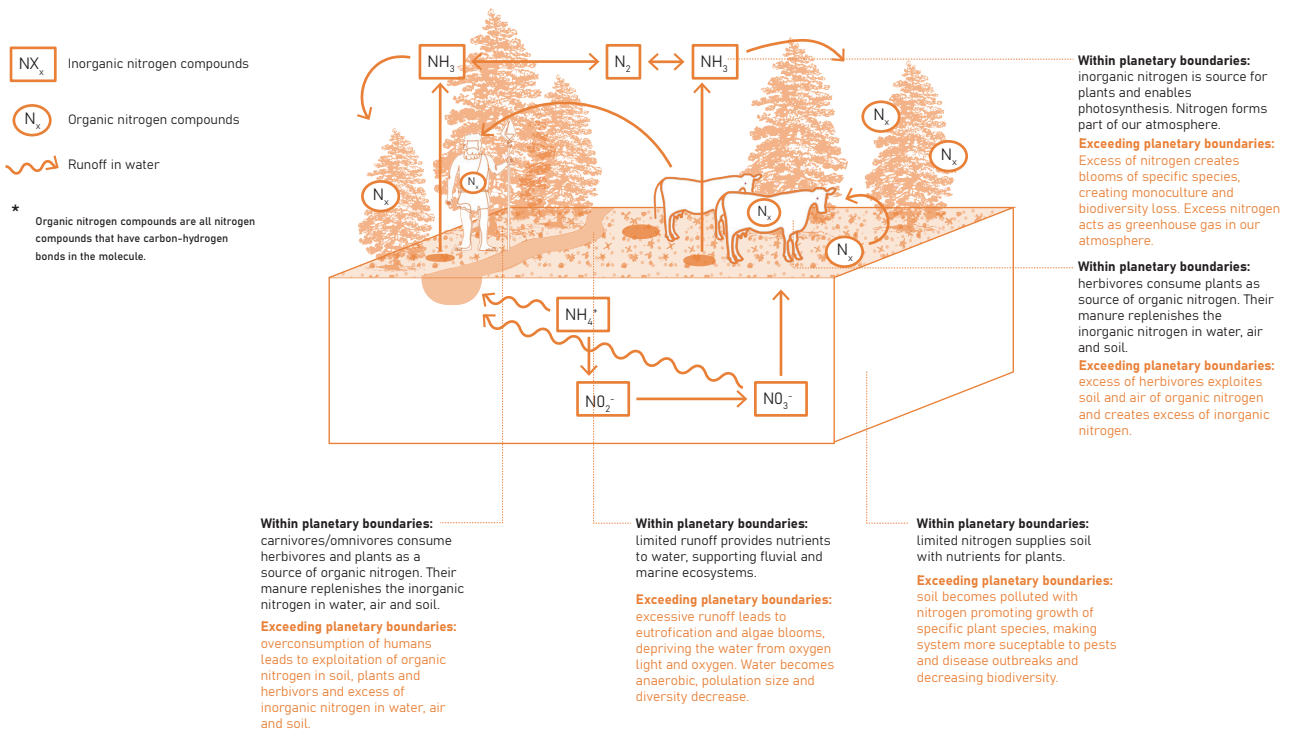 NXₓ
Inorganic nitrogen compounds
Nₓ
Organic nitrogen compounds
Runoff in water
*
Organic nitrogen compounds are all nitrogen
compounds that have carbon-hydrogen
bonds in the molecule.
NH₃
N₂
NH₃
Nₓ
Nₓ
Nₓ
Nₓ
Nₓ
Nₓ
NH₄⁺
NO₂⁻
NO₃⁻
Within planetary boundaries:
inorganic nitrogen is source for
plants and enables
photosynthesis. Nitrogen forms
part of our atmosphere.
Exceeding planetary boundaries:
Excess of nitrogen creates
blooms of specific species,
creating monoculture and
biodiversity loss. Excess nitrogen
acts as greenhouse gas in our
atmosphere.
Within planetary boundaries:
herbivores consume plants as
source of organic nitrogen. Their
manure replenishes the
inorganic nitrogen in water, air
and soil.
Exceeding planetary boundaries:
excess of herbivores exploites
soil and air of organic nitrogen
and creates excess of inorganic
nitrogen.
Within planetary boundaries:
carnivores/omnivores consume
herbivores and plants as a
source of organic nitrogen. Their
manure replenishes the inorganic
nitrogen in water, air and soil.
Exceeding planetary boundaries:
overconsumption of humans
leads to exploitation of organic
nitrogen in soil, plants and
herbivors and excess of
inorganic nitrogen in water, air
and soil.
Within planetary boundaries:
limited runoff provides nutrients
to water, supporting fluvial and
marine ecosystems.
Exceeding planetary boundaries:
excessive runoff leads to
eutrofication and algae blooms,
depriving the water from oxygen
light and oxygen. Water becomes
anaerobic, polulation size and
diversity decrease.
Within planetary boundaries:
limited nitrogen supplies soil
with nutrients for plants.
Exceeding planetary boundaries:
soil becomes polluted with
nitrogen promoting growth of
specific plant species, making
system more suceptable to pests
and disease outbreaks and
decreasing biodiversity.